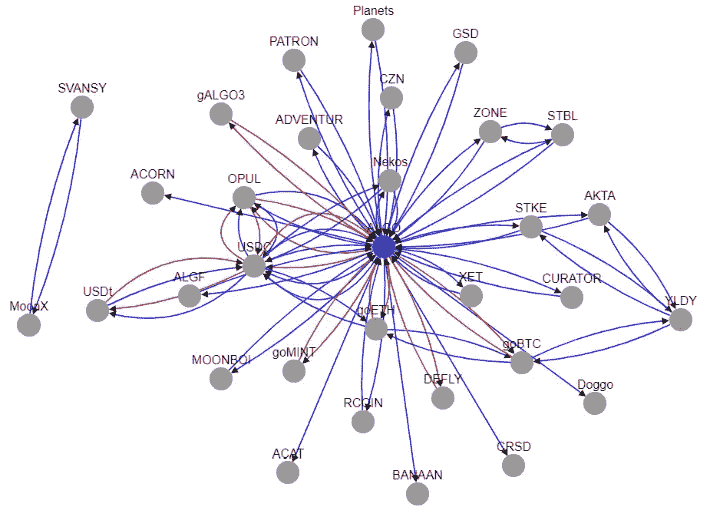 Planets
PATRON
GSD
SVANSY
CZN
gALGO3
ADVENTUR
ZONE
STBL
Nekos
ACORN
OPUL
AKTA
STKE
USDC
ALGF
XET
CURATOR
USDt
MoonX
YLDY
goETH
goBTC
MOONBOI
goMINT
DEFLY
Doggo
RCOIN
ACAT
CRSD
BANAAN